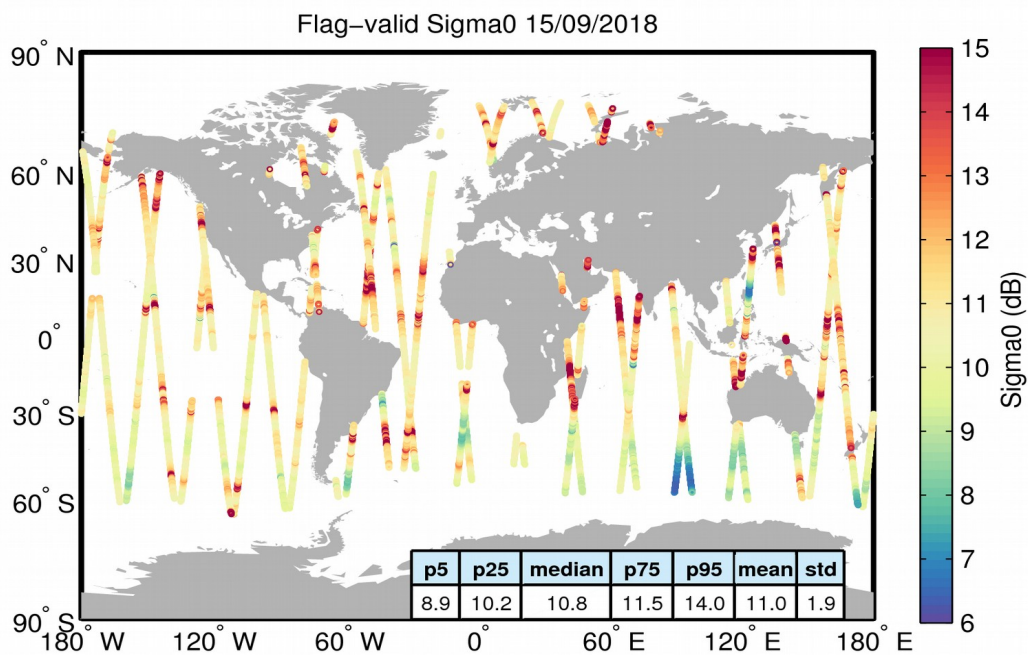 Flag−valid Sigma0 15/09/2018
90° N
60° N
30° N
0°
30° S
60° S
90° S
180° W
120° W
60° W
0°
60° E
120° E
180° E
15
14
13
12
11
10
9
8
7
6
Sigma0 (dB)
p5 p25 median p75 p95 mean std
8.9 10.2 10.8 11.5 14.0 11.0 1.9